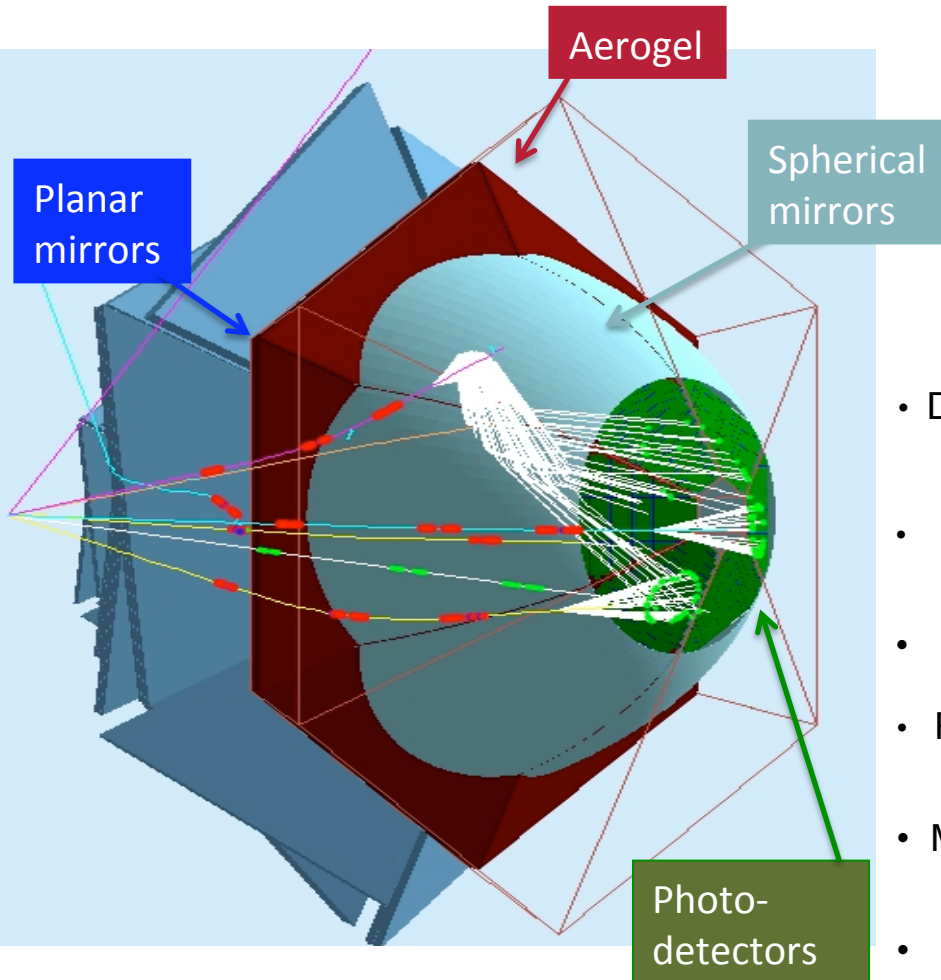 Aerogel
Spherical
mirrors
Planar
mirrors
Photo-
detectors